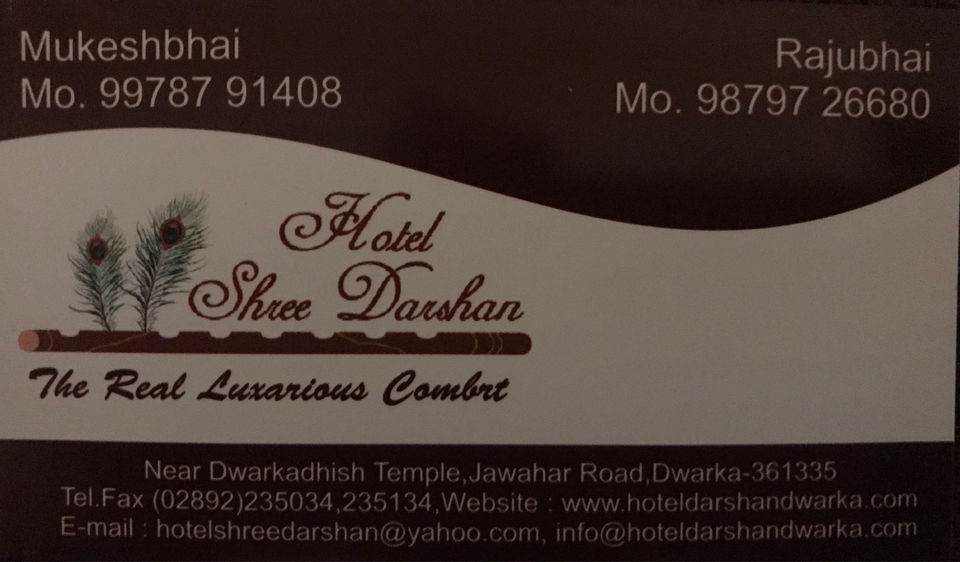 Mukeshbhai
Mo. 99787 91408
Rajubhai
Mo. 98797 26680
Hotel
Shree Darshan
The Real Luxarious Combrt
Near Dwarkadhish Temple,Jawahar Road,Dwarka-361335
Tel.Fax (02892)235034,235134,Website : www.hoteldarshandwarka.com
E-mail : hotelshreedarshan@yahoo.com, info@hoteldarshandwarka.com